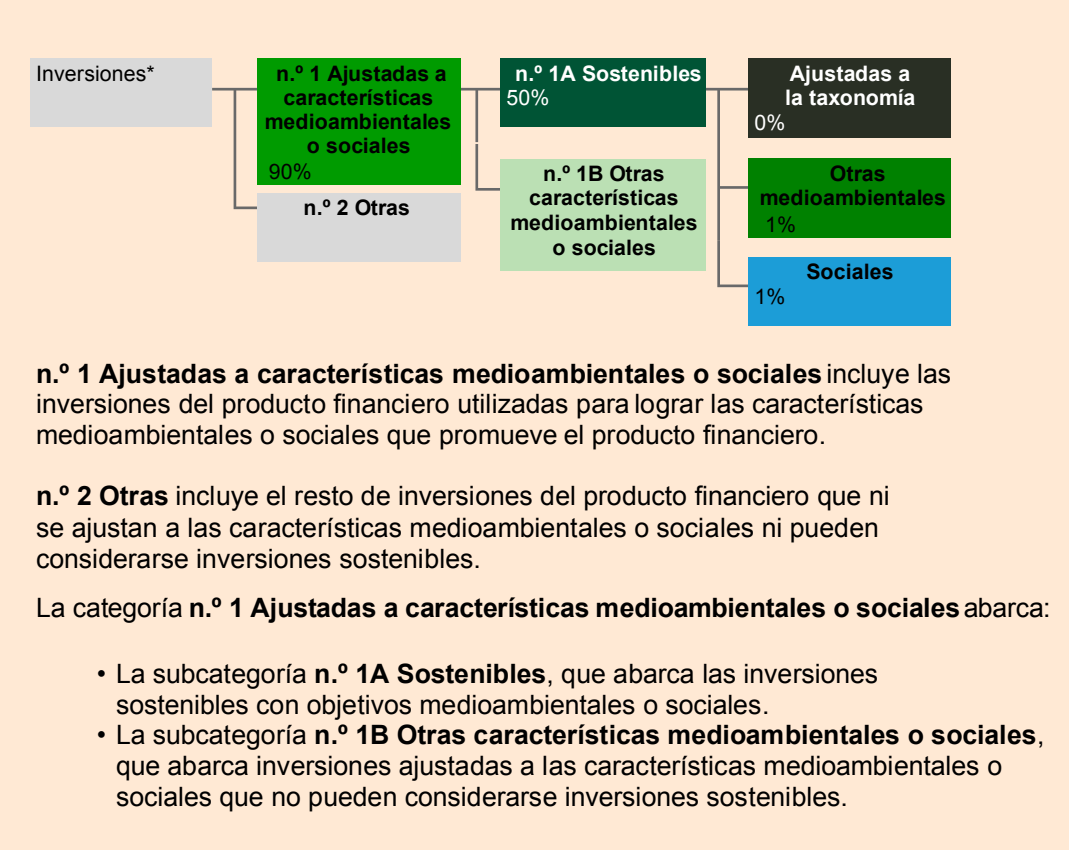 Inversiones*
n.º 1 Ajustadas a
características
medioambientales
o sociales
90%
n.º 2 Otras
n.º 1A Sostenibles
50%
n.º 1B Otras
características
medioambientales
o sociales
Ajustadas a
la taxonomía
0%
Otras
medioambientales
1%
Sociales
1%
n.º 1 Ajustadas a características medioambientales o sociales incluye las
inversiones del producto financiero utilizadas para lograr las características
medioambientales o sociales que promueve el producto financiero.
n.º 2 Otras incluye el resto de inversiones del producto financiero que ni
se ajustan a las características medioambientales o sociales ni pueden
considerarse inversiones sostenibles.
La categoría n.º 1 Ajustadas a características medioambientales o sociales abarca:
• La subcategoría n.º 1A Sostenibles, que abarca las inversiones
sostenibles con objetivos medioambientales o sociales.
• La subcategoría n.º 1B Otras características medioambientales o sociales,
que abarca inversiones ajustadas a las características medioambientales o
sociales que no pueden considerarse inversiones sostenibles.